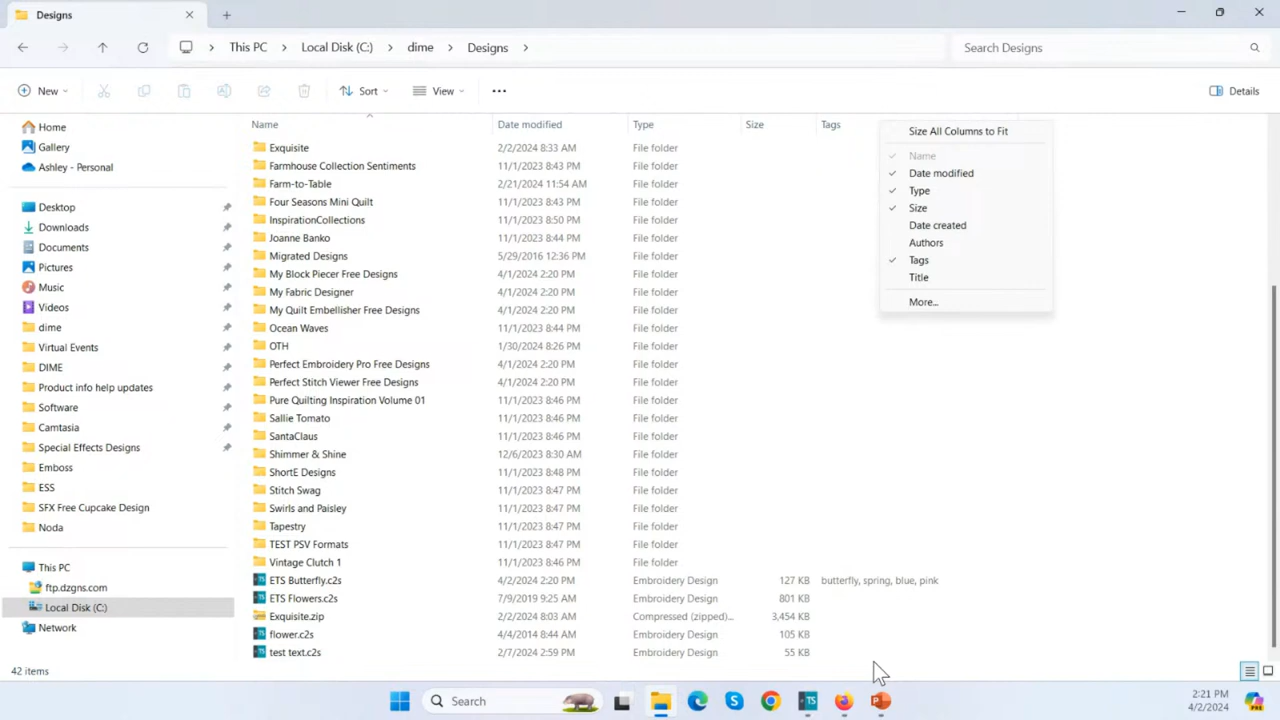 Designs
This PC Local Disk (C:) dime Designs
Search Designs
New Sort View Details
Home
Gallery
Ashley - Personal
Desktop
Downloads
Documents
Pictures
Music
Videos
dime
Virtual Events
DIME
Product info help updates
Software
Camtasia
Special Effects Designs
Emboss
ESS
SFX Free Cupcake Design
Noda
This PC
ftp.dzgns.com
Local Disk (C:)
Network
Name Date modified Type Size Tags
Exquisite 2/2/2024 8:33 AM File folder
Farmhouse Collection Sentiments 11/1/2023 8:43 PM File folder
Farm-to-Table 2/21/2024 11:54 AM File folder
Four Seasons Mini Quilt 11/1/2023 8:43 PM File folder
InspirationCollections 11/1/2023 8:50 PM File folder
Joanne Banko 11/1/2023 8:44 PM File folder
Migrated Designs 5/29/2016 12:36 PM File folder
My Block Piecer Free Designs 4/1/2024 2:20 PM File folder
My Fabric Designer 4/1/2024 2:20 PM File folder
My Quilt Embellisher Free Designs 4/1/2024 2:20 PM File folder
Ocean Waves 11/1/2023 8:44 PM File folder
OTH 1/30/2024 8:26 PM File folder
Perfect Embroidery Pro Free Designs 4/1/2024 2:20 PM File folder
Perfect Stitch Viewer Free Designs 4/1/2024 2:20 PM File folder
Pure Quilting Inspiration Volume 01 11/1/2023 8:46 PM File folder
Sallie Tomato 11/1/2023 8:46 PM File folder
SantaClaus 11/1/2023 8:46 PM File folder
Shimmer & Shine 12/6/2023 8:30 AM File folder
ShortE Designs 11/1/2023 8:48 PM File folder
Stitch Swag 11/1/2023 8:47 PM File folder
Swirls and Paisley 11/1/2023 8:47 PM File folder
Tapestry 11/1/2023 8:47 PM File folder
TEST PSV Formats 11/1/2023 8:47 PM File folder
Vintage Clutch 1 11/1/2023 8:46 PM File folder
ETS Butterfly.c2s 4/2/2024 2:20 PM Embroidery Design 127 KB butterfly, spring, blue, pink
ETS Flowers.c2s 7/9/2019 9:25 AM Embroidery Design 801 KB
Exquisite.zip 2/2/2024 8:03 AM Compressed (zipped)... 3,454 KB
flower.c2s 4/4/2014 8:44 AM Embroidery Design 105 KB
test text.c2s 2/7/2024 2:59 PM Embroidery Design 55 KB
Size All Columns to Fit
Name
Date modified
Type
Size
Date created
Authors
Tags
Title
More...
42 items
Search
2:21 PM
4/2/2024